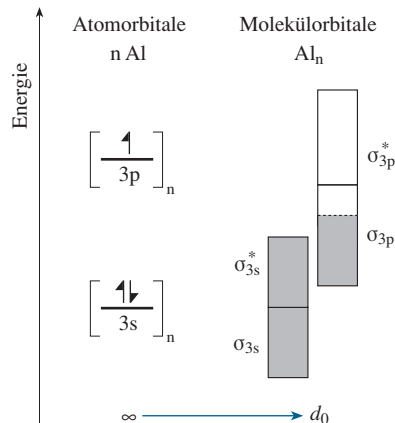 Energie
Atomorbitale
n Al
Molekülorbitale
Alₙ
3p
n
σ*3p
σ3p
3s
n
σ*3s
σ3s
∞
d₀